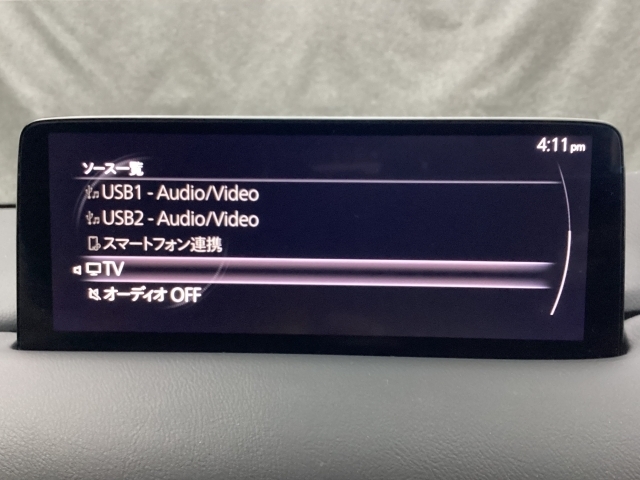 4:11pm
ソース一覧
USB1 - Audio/Video
USB2 - Audio/Video
スマートフォン連携
TV
オーディオ OFF